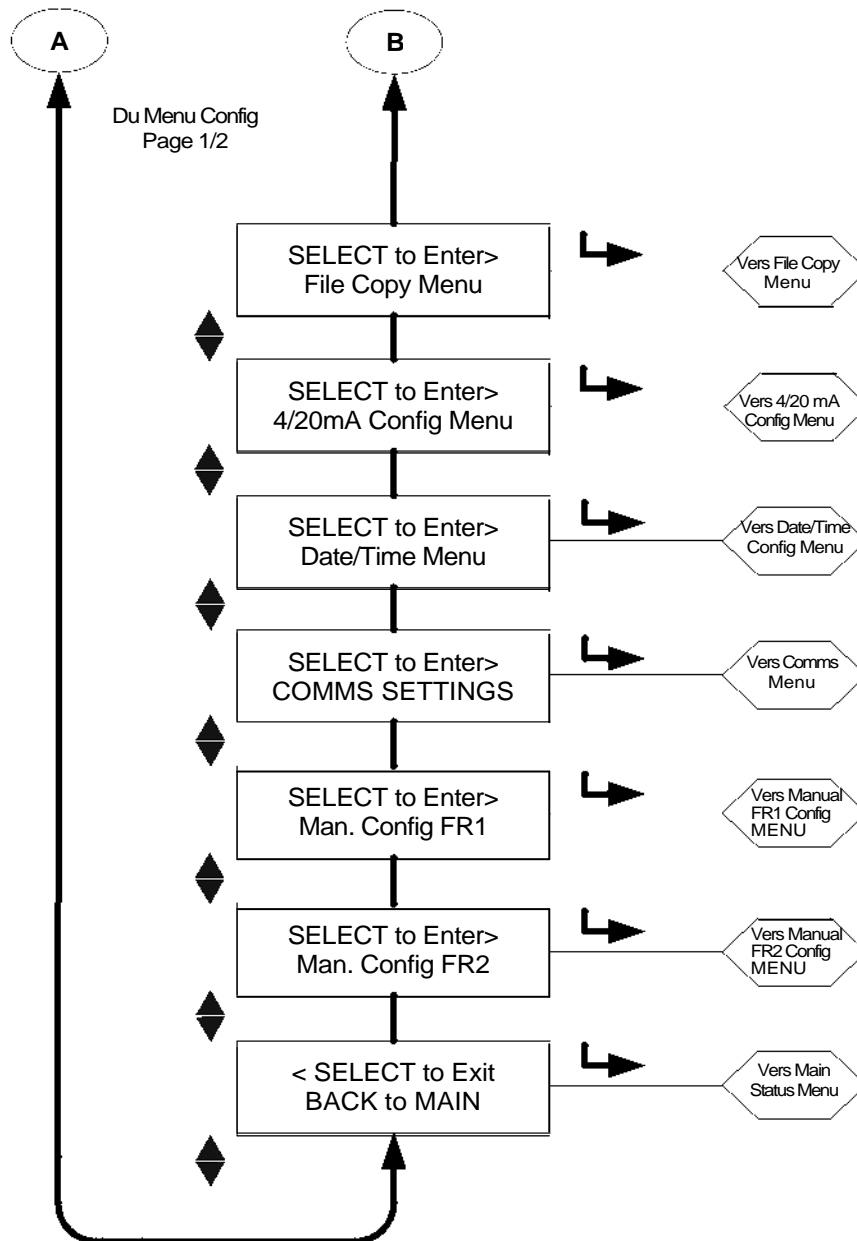 A
B
Du Menu Config
Page 1/2
SELECT to Enter>
File Copy Menu
Vers File Copy
Menu
SELECT to Enter>
4/20mA Config Menu
Vers 4/20 mA
Config Menu
SELECT to Enter>
Date/Time Menu
Vers Date/Time
Config Menu
SELECT to Enter>
COMMS SETTINGS
Vers Comms
Menu
SELECT to Enter>
Man. Config FR1
Vers Manual
FR1 Config
MENU
SELECT to Enter>
Man. Config FR2
Vers Manual
FR2 Config
MENU
< SELECT to Exit
BACK to MAIN
Vers Main
Status Menu